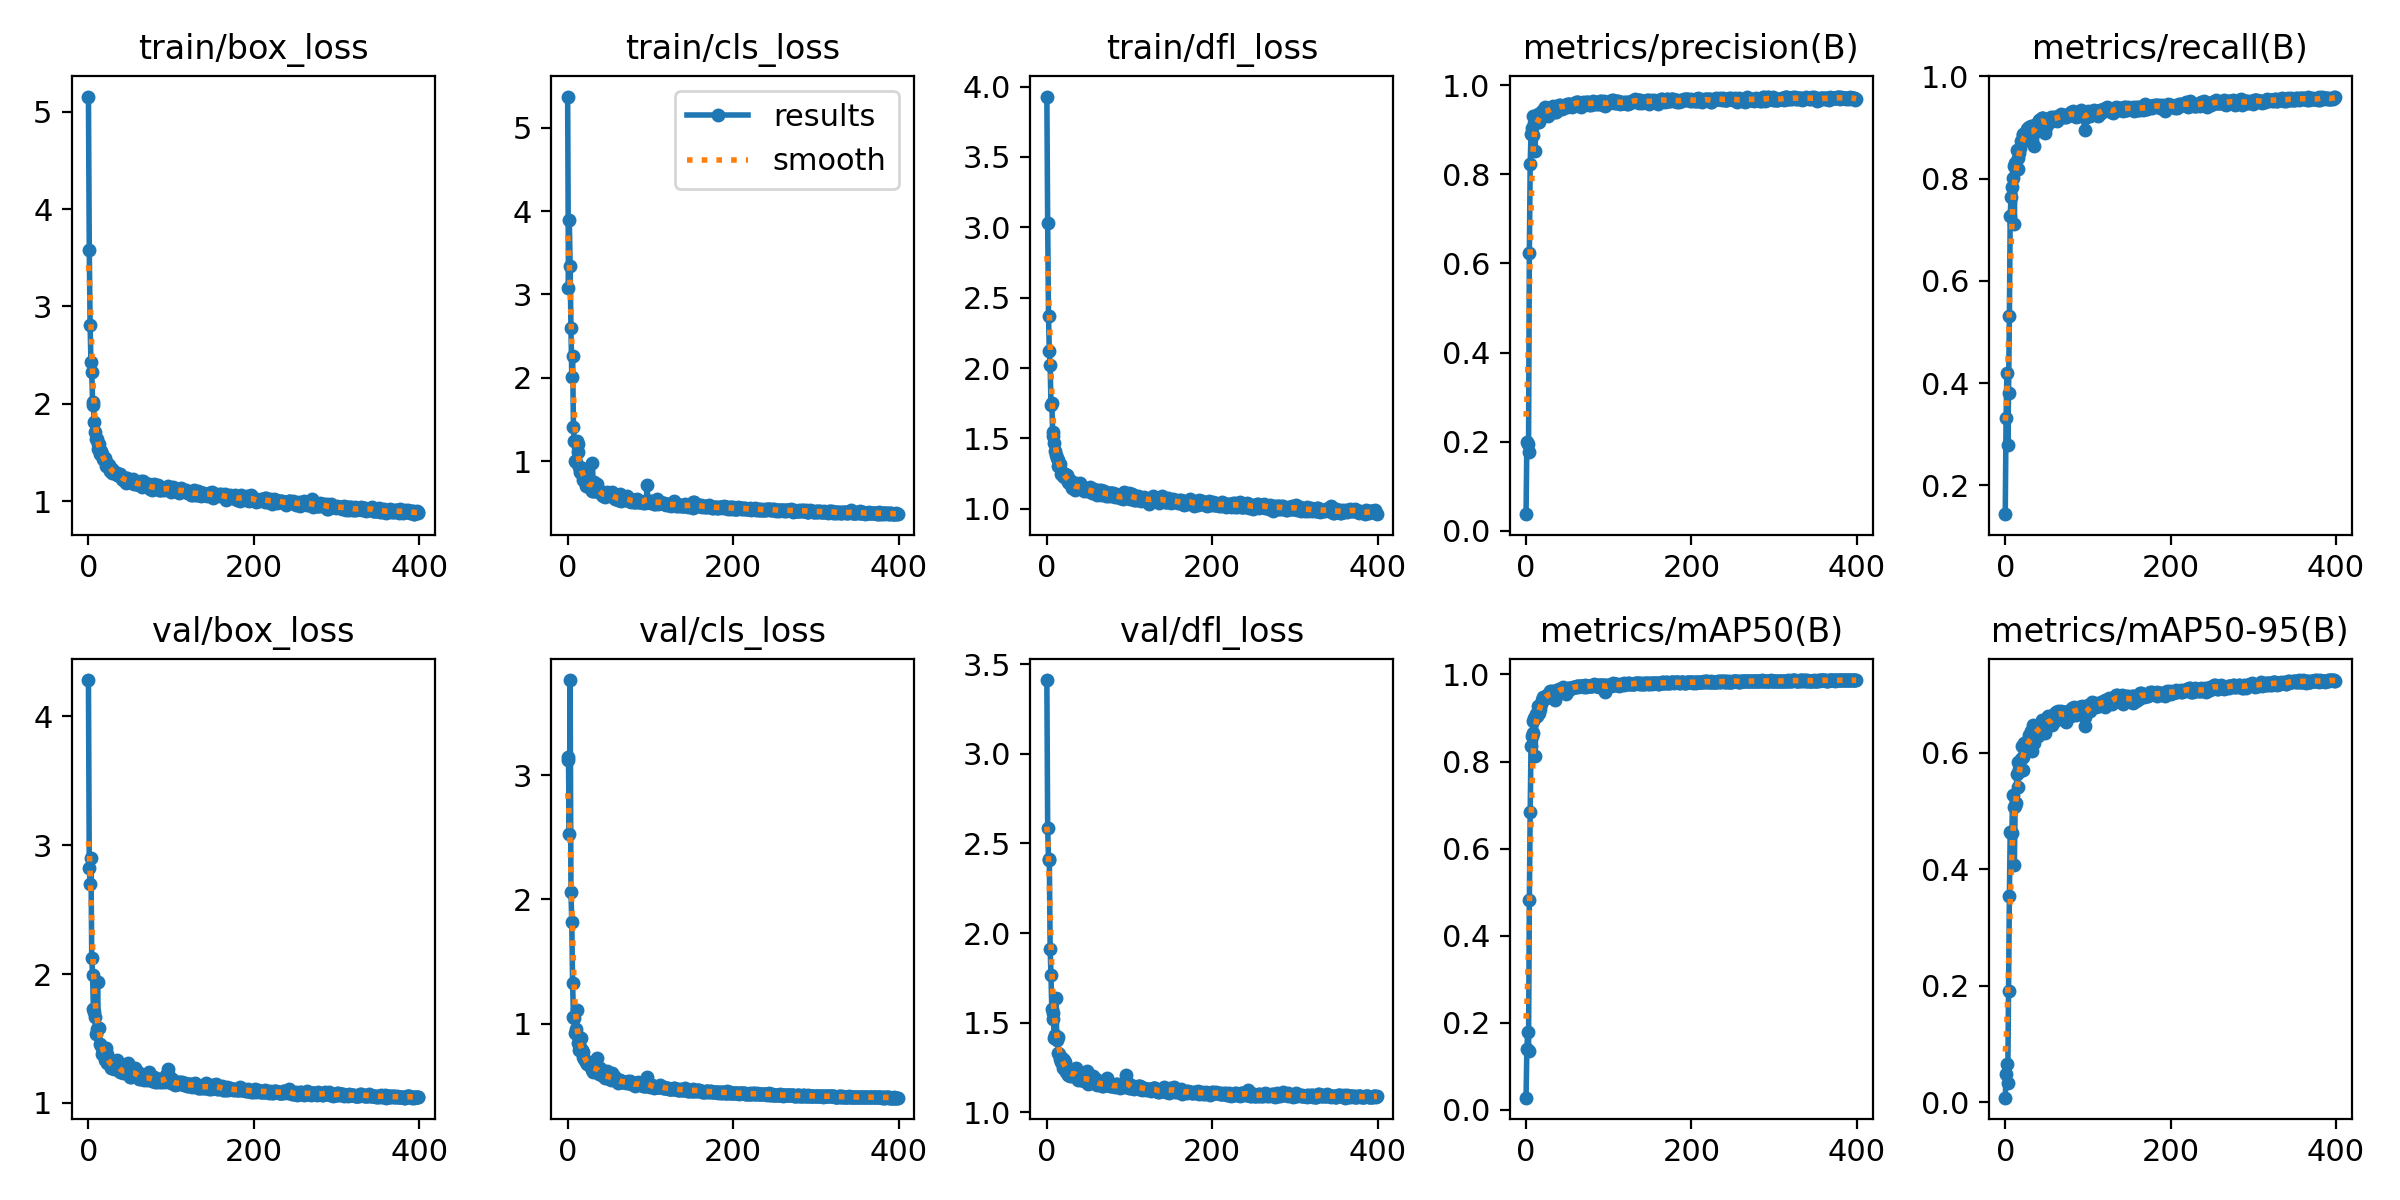 train/box_loss
5
4
3
2
1
0 200 400
train/cls_loss
results
smooth
5
4
3
2
1
0 200 400
train/dfl_loss
4.0
3.5
3.0
2.5
2.0
1.5
1.0
0 200 400
metrics/precision(B)
1.0
0.8
0.6
0.4
0.2
0.0
0 200 400
metrics/recall(B)
1.0
0.8
0.6
0.4
0.2
0 200 400
val/box_loss
4
3
2
1
0 200 400
val/cls_loss
3
2
1
0 200 400
val/dfl_loss
3.5
3.0
2.5
2.0
1.5
1.0
0 200 400
metrics/mAP50(B)
1.0
0.8
0.6
0.4
0.2
0.0
0 200 400
metrics/mAP50-95(B)
0.6
0.4
0.2
0.0
0 200 400